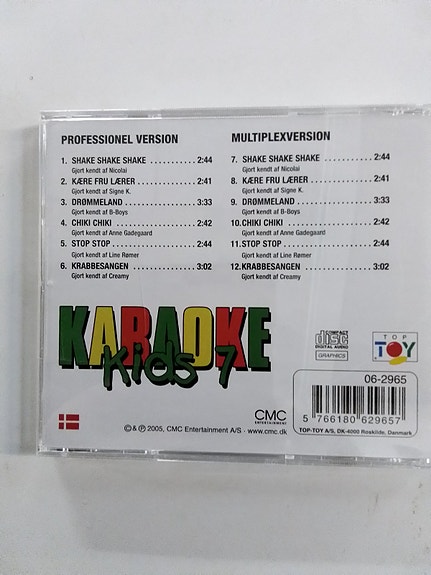 PROFESSIONEL VERSION
1. SHAKE SHAKE SHAKE ........... 2:44
Gjort kendt af Nicolai
2. KÆRE FRU LÆRER ............. 2:41
Gjort kendt af Signe K.
3. DRØMMELAND ................. 3:33
Gjort kendt af B-Boys
4. CHIKI CHIKI .................... 2:42
Gjort kendt af Anne Gadegaard
5. STOP STOP ..................... 2:44
Gjort kendt af Line Rømer
6. KRABBESANGEN ................ 3:02
Gjort kendt af Creamy
MULTIPLEXVERSION
7. SHAKE SHAKE SHAKE ........... 2:44
Gjort kendt af Nicolai
8. KÆRE FRU LÆRER ............. 2:41
Gjort kendt af Signe K.
9. DRØMMELAND ................. 3:33
Gjort kendt af B-Boys
10. CHIKI CHIKI .................... 2:42
Gjort kendt af Anne Gadegaard
11. STOP STOP ..................... 2:44
Gjort kendt af Line Rømer
12. KRABBESANGEN ................ 3:02
Gjort kendt af Creamy
KARAOKE
Kids 7
COMPACT
disc
DIGITAL AUDIO
GRAPHICS
TOP
TOY
06-2965
5 766180 629657
TOP-TOY A/S, DK-4000 Roskilde, Danmark
CMC
ENTERTAINMENT
© & ℗ 2005, CMC Entertainment A/S · www.cmc.dk